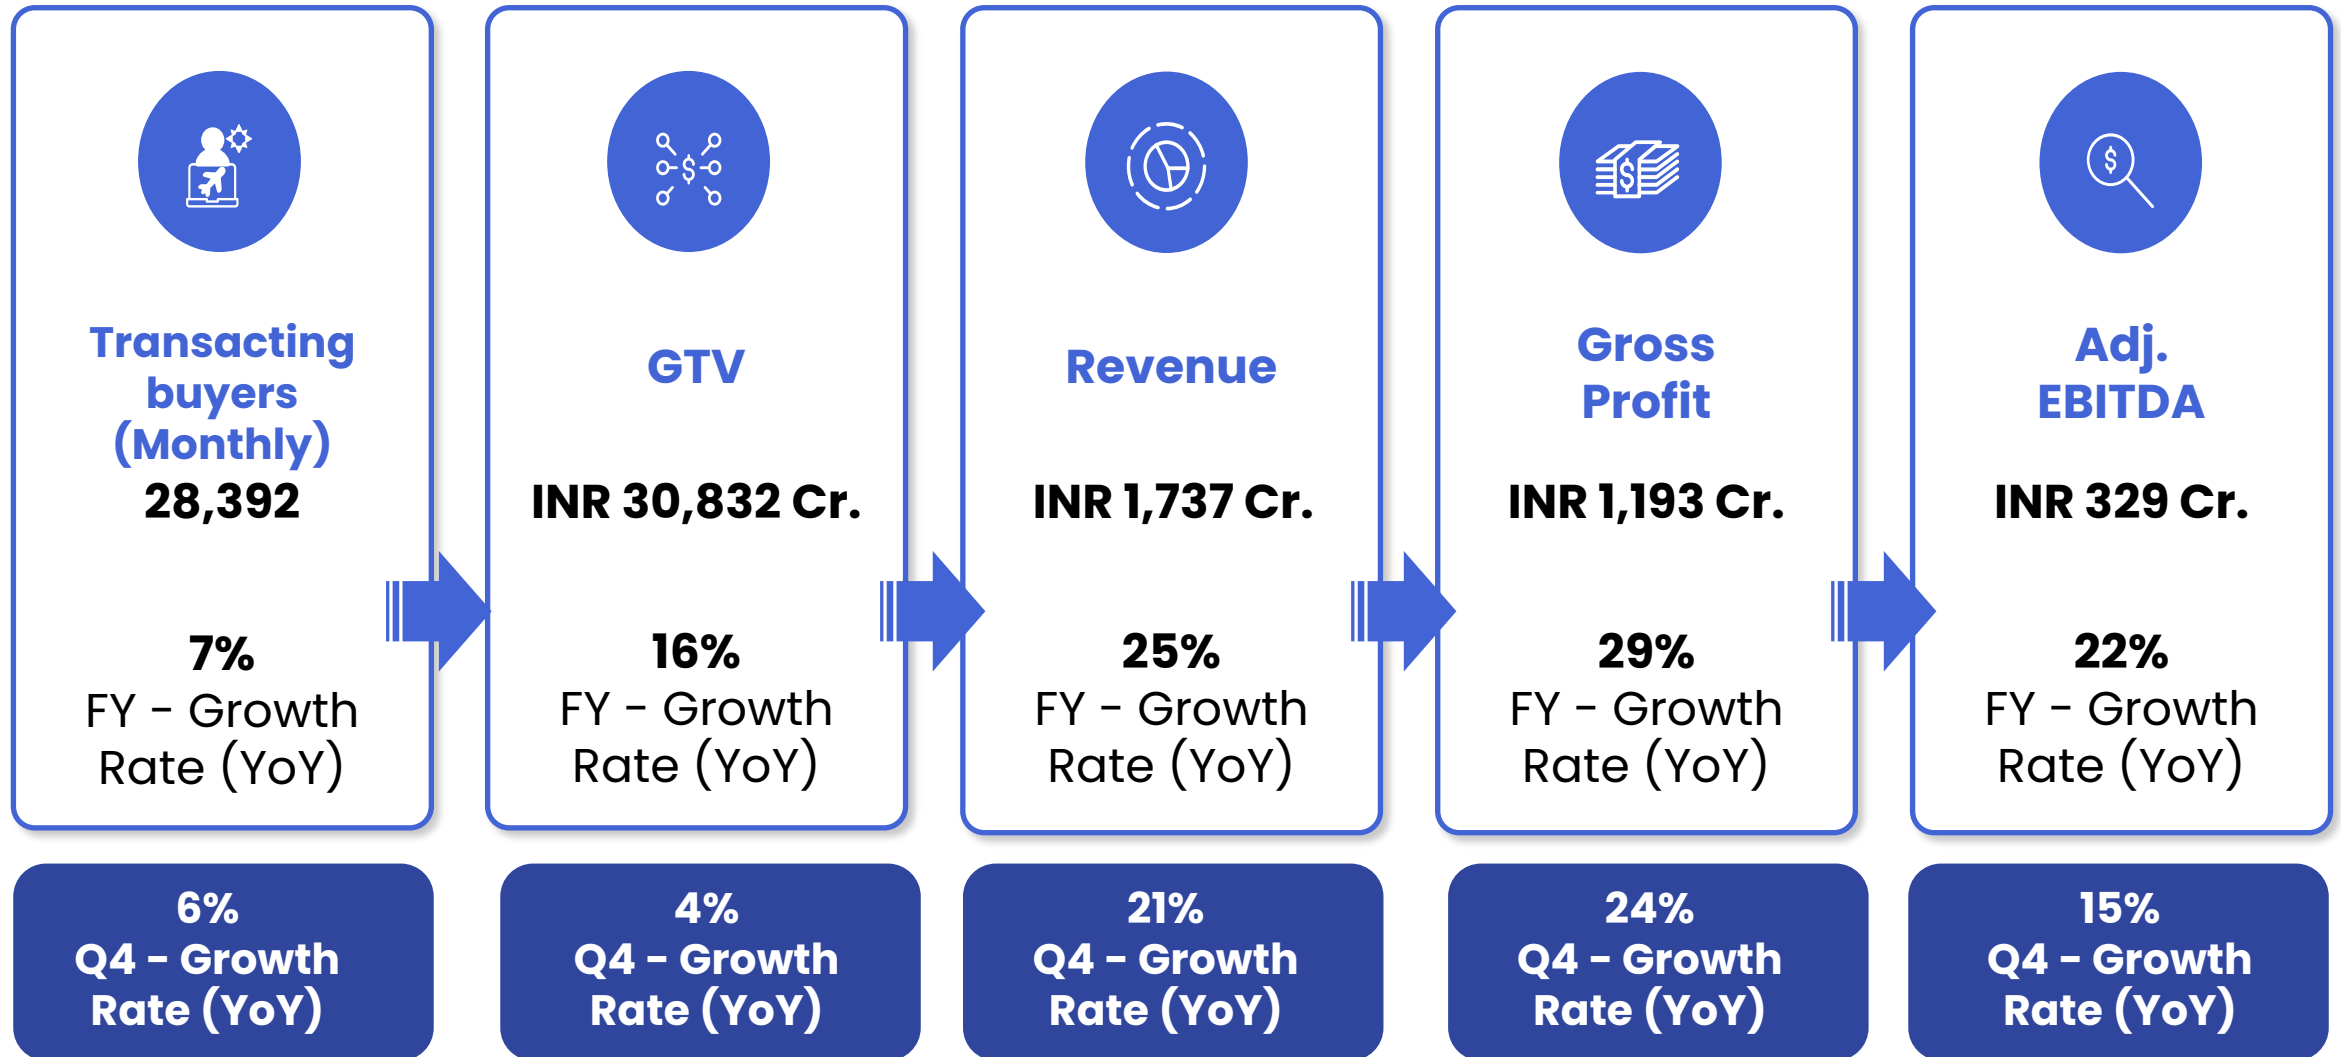 Transacting
buyers
(Monthly)
28,392
7%
FY - Growth
Rate (YoY)
6%
Q4 - Growth
Rate (YoY)
GTV
INR 30,832 Cr.
16%
FY - Growth
Rate (YoY)
4%
Q4 - Growth
Rate (YoY)
Revenue
INR 1,737 Cr.
25%
FY - Growth
Rate (YoY)
21%
Q4 - Growth
Rate (YoY)
Gross
Profit
INR 1,193 Cr.
29%
FY - Growth
Rate (YoY)
24%
Q4 - Growth
Rate (YoY)
Adj.
EBITDA
INR 329 Cr.
22%
FY - Growth
Rate (YoY)
15%
Q4 - Growth
Rate (YoY)